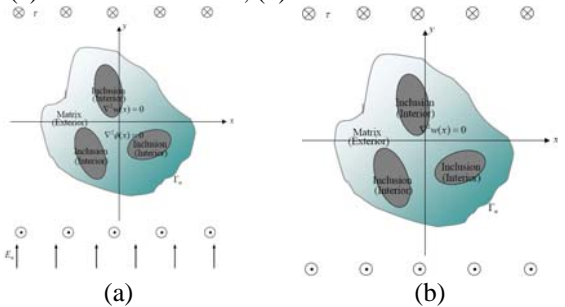 τ
y
Inclusion
(Interior)
∇²w(x) = 0
Matrix
(Exterior)
x
∇²ϕ(x) = 0
Inclusion
(Interior)
Inclusion
(Interior)
Γ
E∞
(a)
τ
y
Inclusion
(Interior)
∇²w(x) = 0
Matrix
(Exterior)
x
Inclusion
(Interior)
Inclusion
(Interior)
Γ
(b)